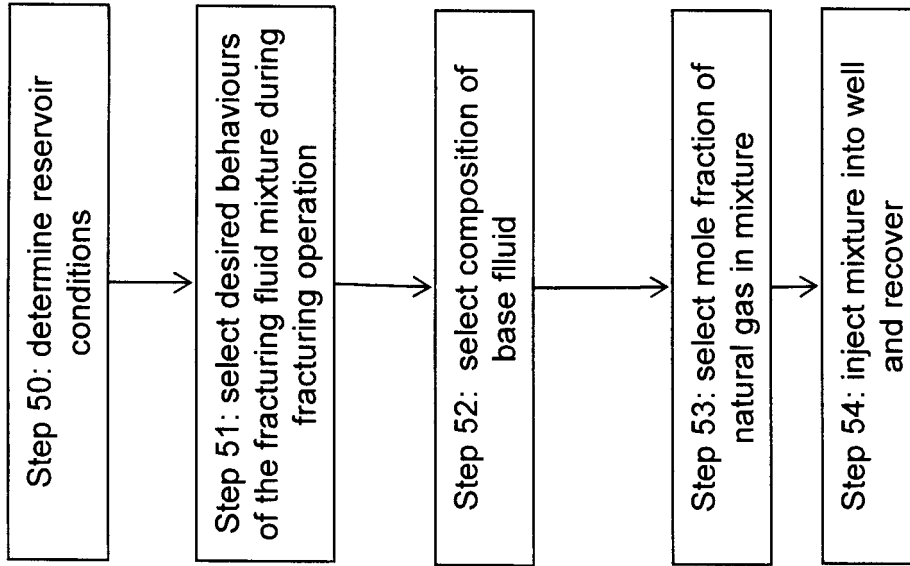 Step 50: determine reservoir
conditions
Step 51: select desired behaviours
of the fracturing fluid mixture during
fracturing operation
Step 52: select composition of
base flluid
Step 53: select mole fraction of
natural gas in mixture
Step 54: inject mixture into well
and recover